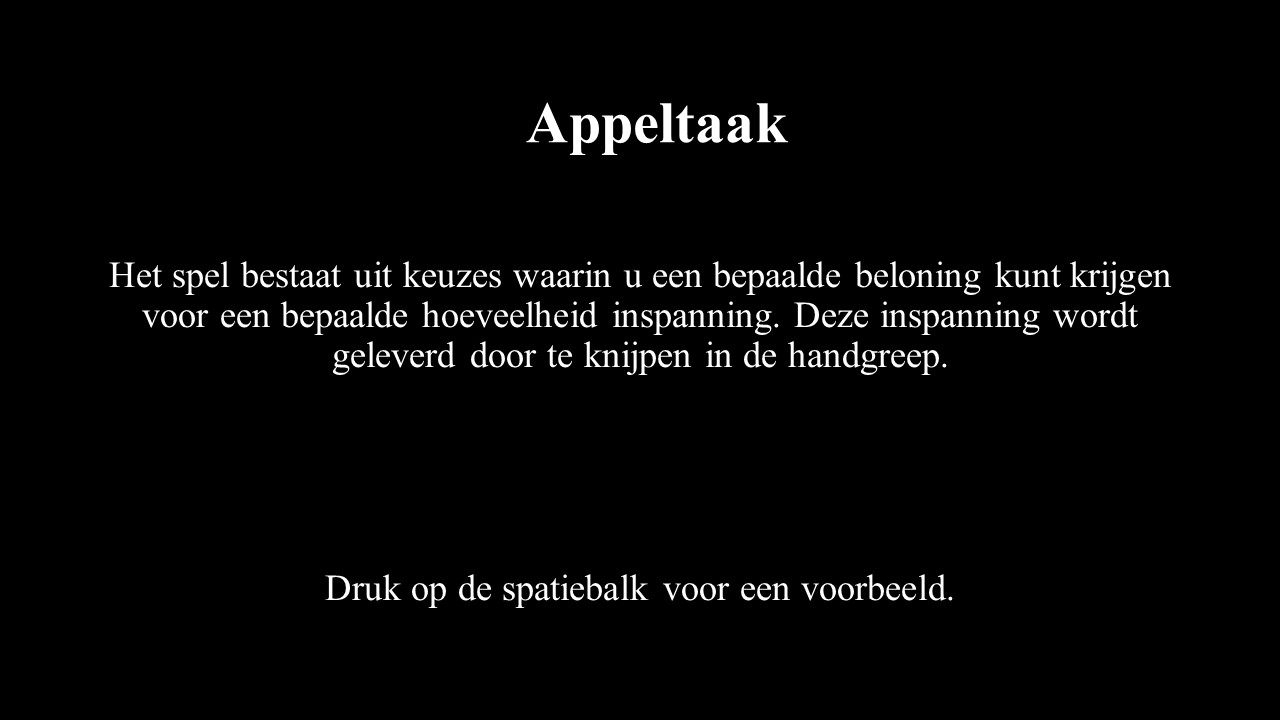 Appeltaak
Het spel bestaat uit keuzes waarin u een bepaalde beloning kunt krijgen
voor een bepaalde hoeveelheid inspanning. Deze inspanning wordt
geleverd door te knijpen in de handgreep.
Druk op de spatiebalk voor een voorbeeld.